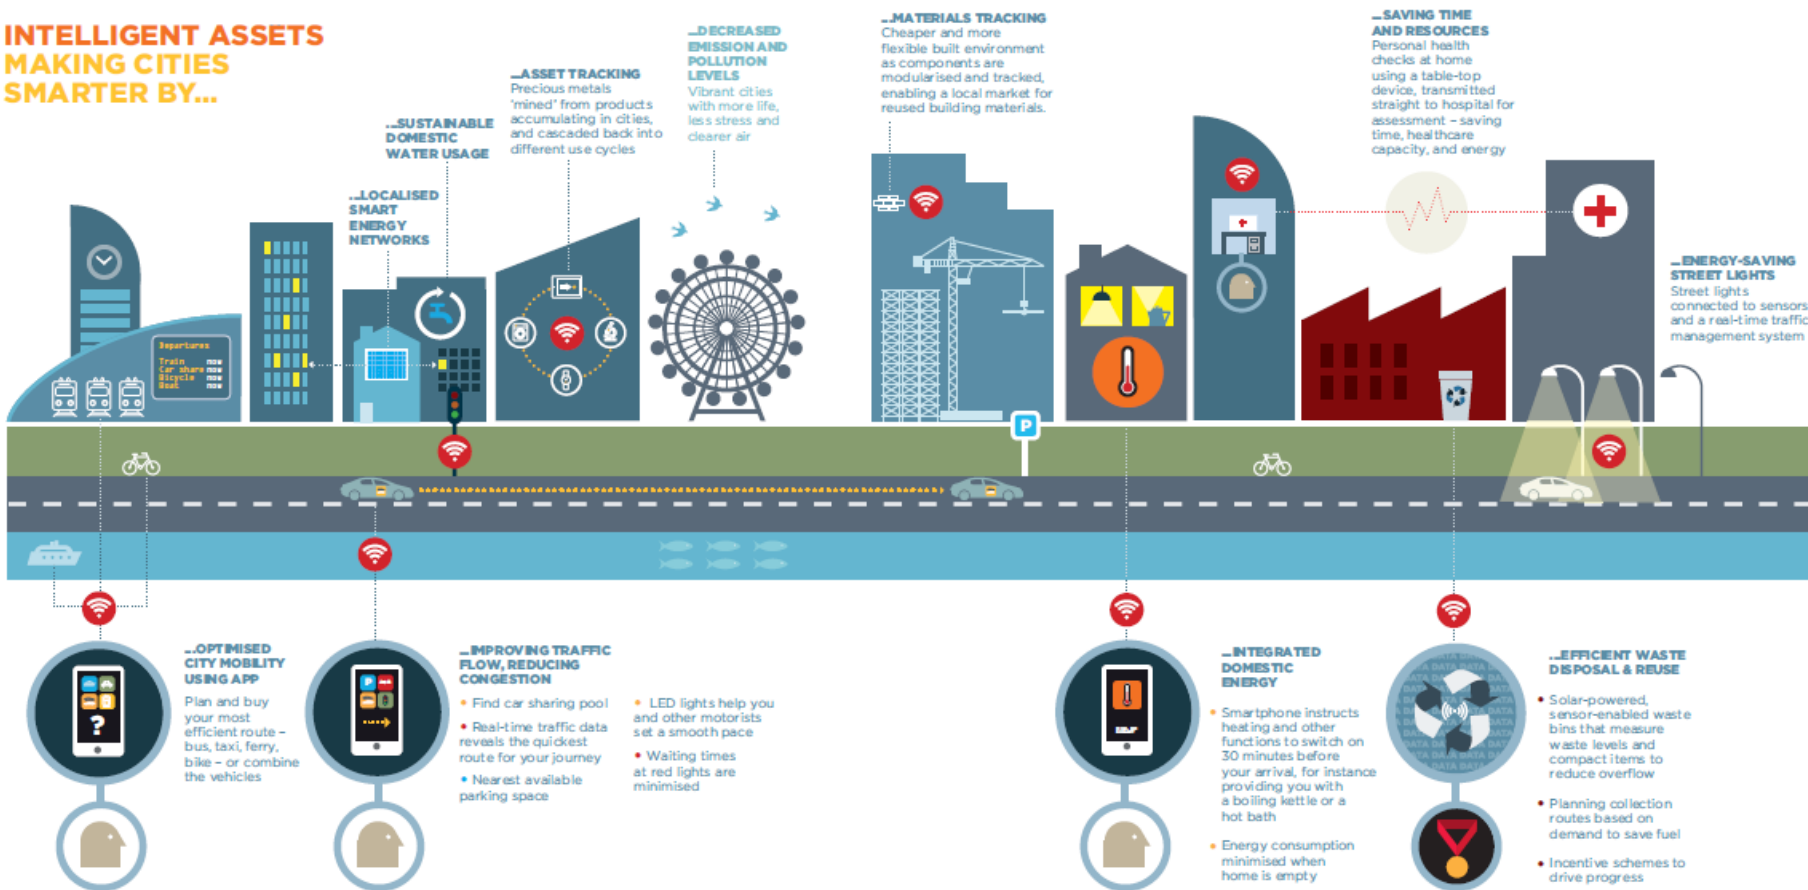 INTELLIGENT ASSETS
MAKING CITIES
SMARTER BY...
...LOCALISED
SMART
ENERGY
NETWORKS
...SUSTAINABLE
DOMESTIC
WATER USAGE
...ASSET TRACKING
Precious metals
‘mined’ from products
accumulating in cities,
and cascaded back into
different use cycles
...DECREASED
EMISSION AND
POLLUTION
LEVELS
Vibrant cities
with more life,
less stress and
clearer air
...MATERIALS TRACKING
Cheaper and more
flexible built environment
as components are
modularised and tracked,
enabling a local market for
reused building materials.
...SAVING TIME
AND RESOURCES
Personal health
checks at home
using a table-top
device, transmitted
straight to hospital for
assessment – saving
time, healthcare
capacity, and energy
...ENERGY-SAVING
STREET LIGHTS
Street lights
connected to sensors
and a real-time traffic
management system
Departures
Train now
Car share now
Bicycle now
Boat now
P
...OPTIMISED
CITY MOBILITY
USING APP
Plan and buy
your most
efficient route –
bus, taxi, ferry,
bike – or combine
the vehicles
?
P
...IMPROVING TRAFFIC
FLOW, REDUCING
CONGESTION
• Find car sharing pool
• Real-time traffic data
reveals the quickest
route for your journey
• Nearest available
parking space
• LED lights help you
and other motorists
set a smooth pace
• Waiting times
at red lights are
minimised
...INTEGRATED
DOMESTIC
ENERGY
• Smartphone instructs
heating and other
functions to switch on
30 minutes before
your arrival, for instance
providing you with
a boiling kettle or a
hot bath
• Energy consumption
minimised when
home is empty
DATA DATA DATA
...EFFICIENT WASTE
DISPOSAL & REUSE
• Solar-powered,
sensor-enabled waste
bins that measure
waste levels and
compact items to
reduce overflow
• Planning collection
routes based on
demand to save fuel
• Incentive schemes to
drive progress